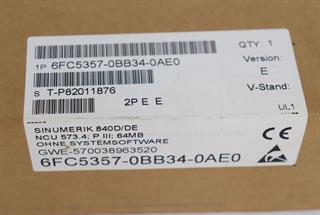 1P 6FC5357-0BB34-0AE0
QTY: 1
Version:
E
S T-P82011876
V-Stand:
2P E E
UL1
SINUMERIK 840D/DE
NCU 573.4; P III; 64MB
OHNE SYSTEMSOFTWARE
GWE-570038963520
6FC5357-0BB34-0AE0
CE